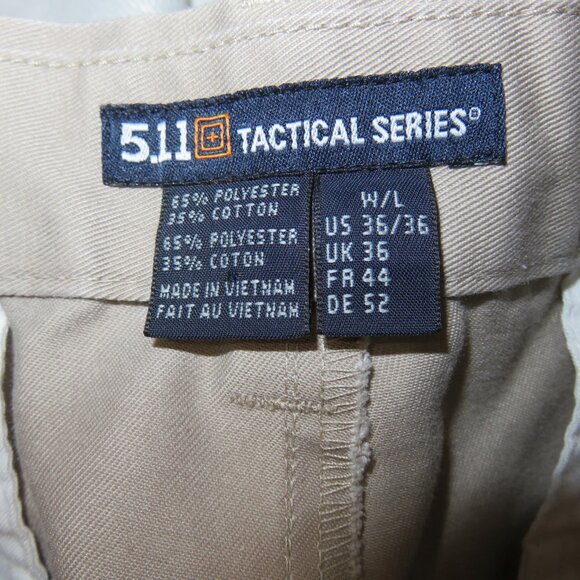 5.11 TACTICAL SERIES®
65% POLYESTER
35% COTTON
65% POLYESTER
35% COTON
MADE IN VIETNAM
FAIT AU VIETNAM
W/L
US 36/36
UK 36
FR 44
DE 52